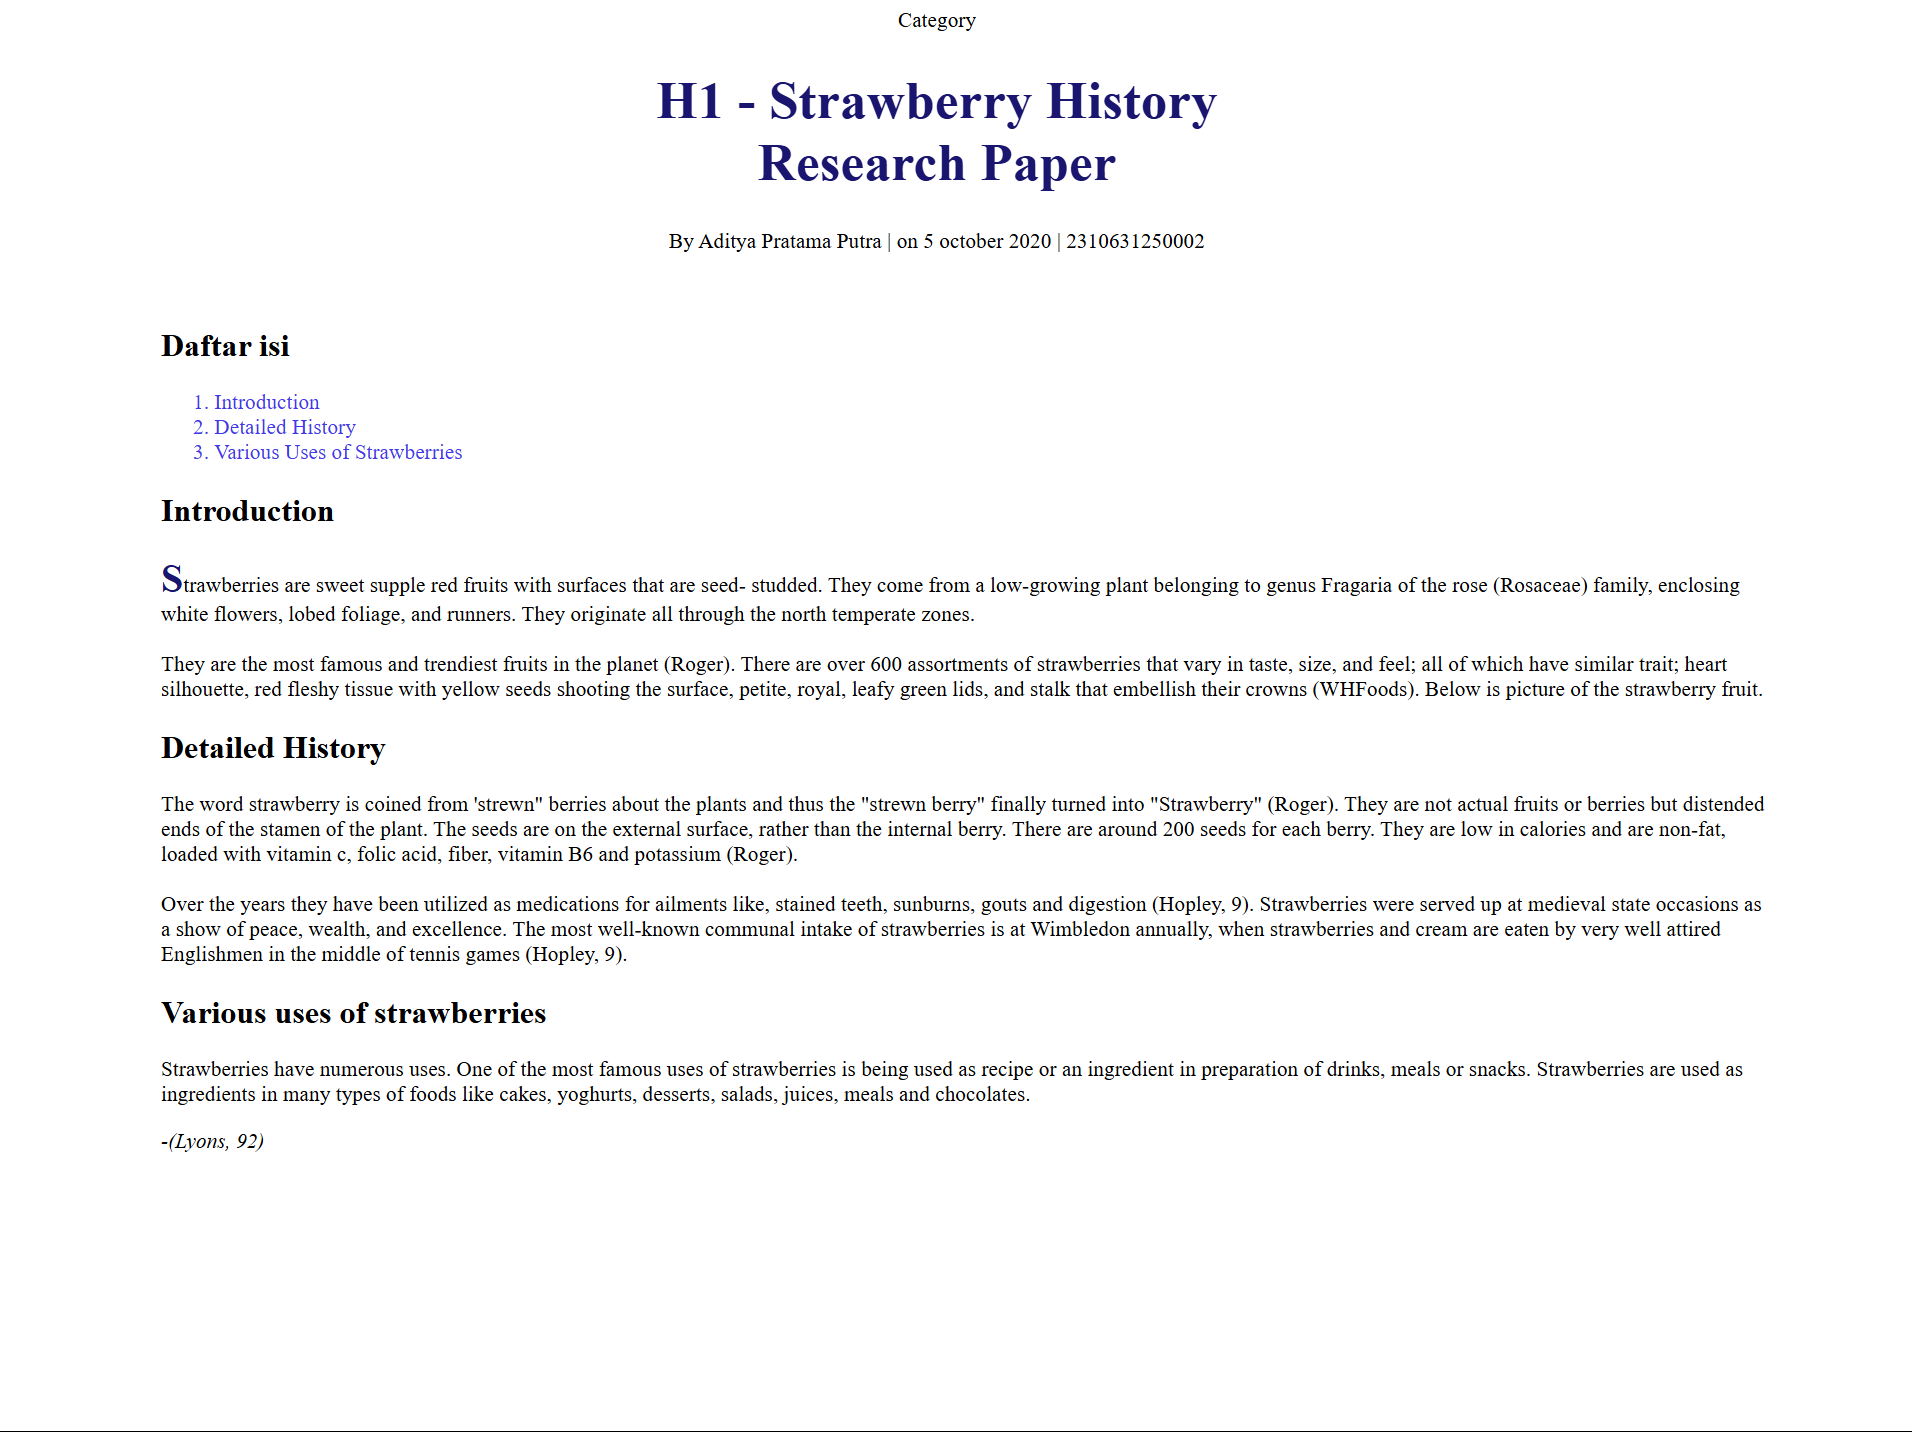 Category
H1 - Strawberry History
Research Paper
By Aditya Pratama Putra | on 5 october 2020 | 2310631250002
Daftar isi
1. Introduction
2. Detailed History
3. Various Uses of Strawberries
Introduction
Strawberries are sweet supple red fruits with surfaces that are seed- studded. They come from a low-growing plant belonging to genus Fragaria of the rose (Rosaceae) family, enclosing
white flowers, lobed foliage, and runners. They originate all through the north temperate zones.
They are the most famous and trendiest fruits in the planet (Roger). There are over 600 assortments of strawberries that vary in taste, size, and feel; all of which have similar trait; heart
silhouette, red fleshy tissue with yellow seeds shooting the surface, petite, royal, leafy green lids, and stalk that embellish their crowns (WHFoods). Below is picture of the strawberry fruit.
Detailed History
The word strawberry is coined from 'strewn" berries about the plants and thus the "strewn berry" finally turned into "Strawberry" (Roger). They are not actual fruits or berries but distended
ends of the stamen of the plant. The seeds are on the external surface, rather than the internal berry. There are around 200 seeds for each berry. They are low in calories and are non-fat,
loaded with vitamin c, folic acid, fiber, vitamin B6 and potassium (Roger).
Over the years they have been utilized as medications for ailments like, stained teeth, sunburns, gouts and digestion (Hopley, 9). Strawberries were served up at medieval state occasions as
a show of peace, wealth, and excellence. The most well-known communal intake of strawberries is at Wimbledon annually, when strawberries and cream are eaten by very well attired
Englishmen in the middle of tennis games (Hopley, 9).
Various uses of strawberries
Strawberries have numerous uses. One of the most famous uses of strawberries is being used as recipe or an ingredient in preparation of drinks, meals or snacks. Strawberries are used as
ingredients in many types of foods like cakes, yoghurts, desserts, salads, juices, meals and chocolates.
-(Lyons, 92)